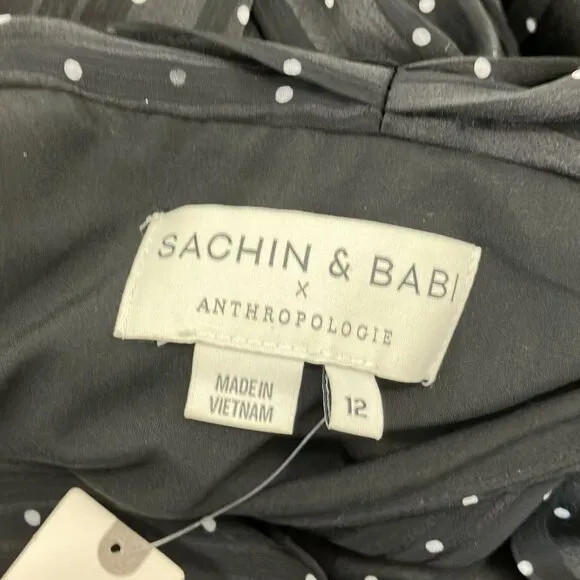 SACHIN & BABI
X
ANTHROPOLOGIE
MADE IN
VIETNAM
12